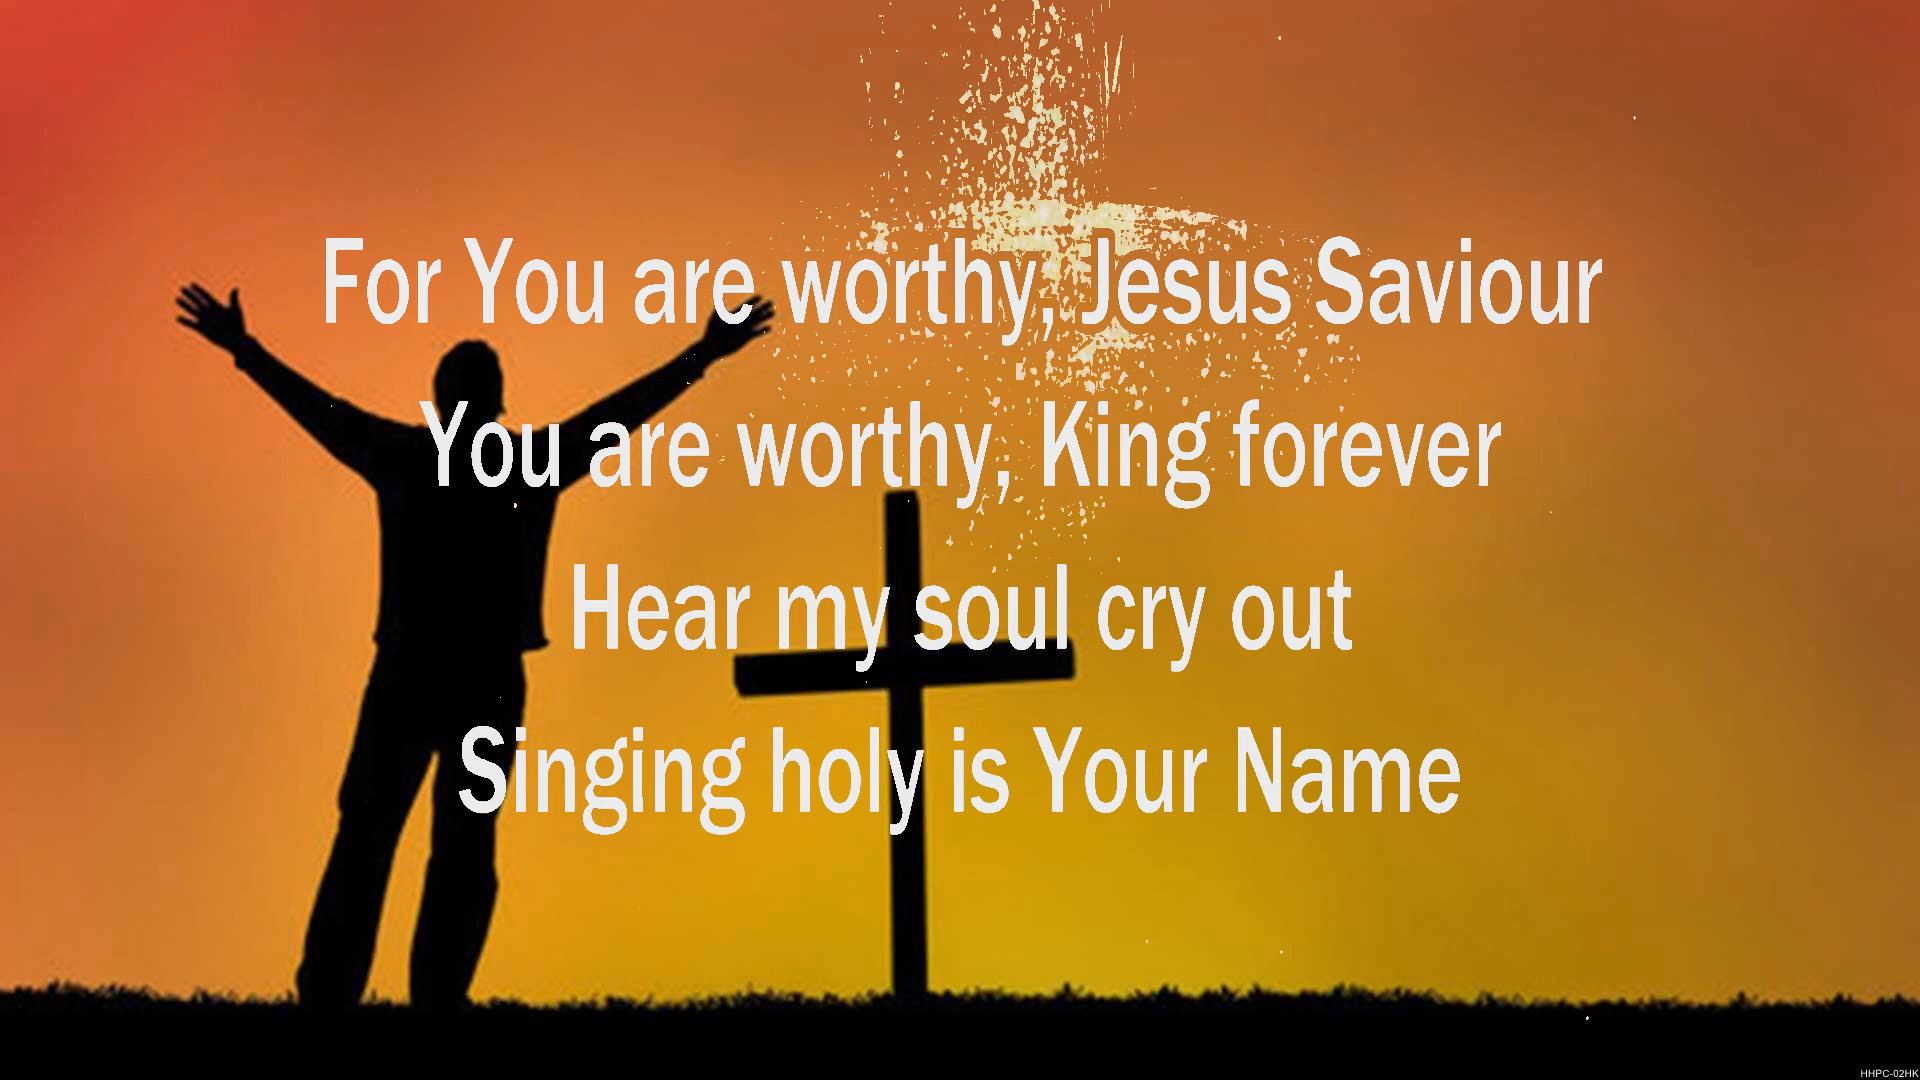 For You are worthy, Jesus Saviour
You are worthy, King forever
Hear my soul cry out
Singing holy is Your Name
HHPC-02HK